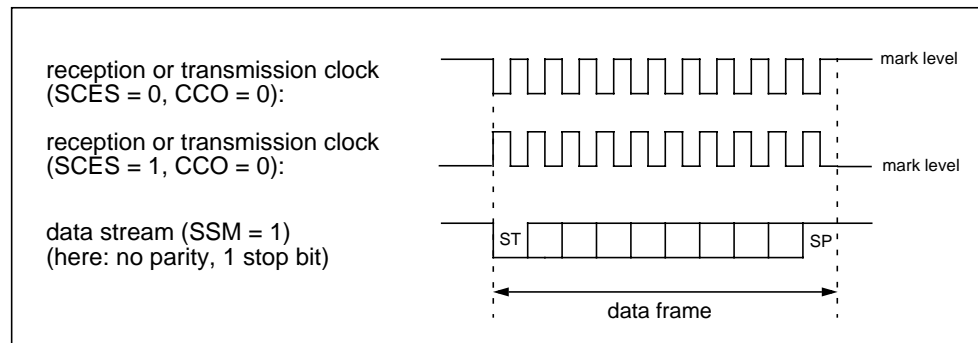 reception or transmission clock
(SCES = 0, CCO = 0):
mark level
reception or transmission clock
(SCES = 1, CCO = 0):
mark level
data stream (SSM = 1)
(here: no parity, 1 stop bit)
ST
SP
data frame